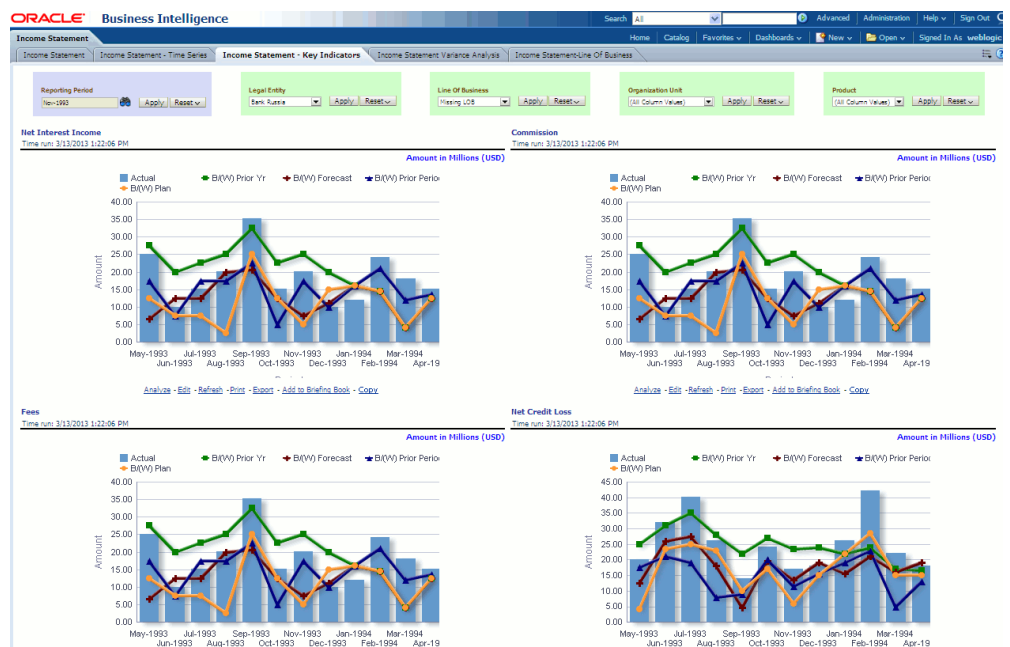 ORACLE Business Intelligence
Search All Advanced Administration Help Sign Out
Income Statement
Home Catalog Favorites Dashboards New Open Signed In As weblogic
Income Statement Income Statement - Time Series Income Statement - Key Indicators Income Statement Variance Analysis Income Statement-Line Of Business
Reporting Period Legal Entity Line Of Business Organization Unit Product
Nov-1993 Apply Reset Bank Russia Apply Reset Missing LOB Apply Reset (All Column Values) Apply Reset (All Column Values) Apply Reset
Net Interest Income
Time run: 3/13/2013 1:22:06 PM
Amount in Millions (USD)
Actual B/(W) Prior Yr B/(W) Forecast B/(W) Prior Perio
B/(W) Plan
40.00
35.00
30.00
25.00
20.00
15.00
10.00
5.00
0.00
Amount
May-1993 Jul-1993 Sep-1993 Nov-1993 Jan-1994 Mar-1994
Jun-1993 Aug-1993 Oct-1993 Dec-1993 Feb-1994 Apr-19
Analyze - Edit - Refresh - Print - Export - Add to Briefing Book - Copy
Commission
Time run: 3/13/2013 1:22:06 PM
Amount in Millions (USD)
Actual B/(W) Prior Yr B/(W) Forecast B/(W) Prior Perio
B/(W) Plan
40.00
35.00
30.00
25.00
20.00
15.00
10.00
5.00
0.00
Amount
May-1993 Jul-1993 Sep-1993 Nov-1993 Jan-1994 Mar-1994
Jun-1993 Aug-1993 Oct-1993 Dec-1993 Feb-1994 Apr-19
Analyze - Edit - Refresh - Print - Export - Add to Briefing Book - Copy
Fees
Time run: 3/13/2013 1:22:06 PM
Amount in Millions (USD)
Actual B/(W) Prior Yr B/(W) Forecast B/(W) Prior Perio
B/(W) Plan
40.00
35.00
30.00
25.00
20.00
15.00
10.00
5.00
0.00
Amount
May-1993 Jul-1993 Sep-1993 Nov-1993 Jan-1994 Mar-1994
Jun-1993 Aug-1993 Oct-1993 Dec-1993 Feb-1994 Apr-19
Net Credit Loss
Time run: 3/13/2013 1:22:06 PM
Amount in Millions (USD)
Actual B/(W) Prior Yr B/(W) Forecast B/(W) Prior Perio
B/(W) Plan
45.00
40.00
35.00
30.00
25.00
20.00
15.00
10.00
5.00
0.00
Amount
May-1993 Jul-1993 Sep-1993 Nov-1993 Jan-1994 Mar-1994
Jun-1993 Aug-1993 Oct-1993 Dec-1993 Feb-1994 Apr-19